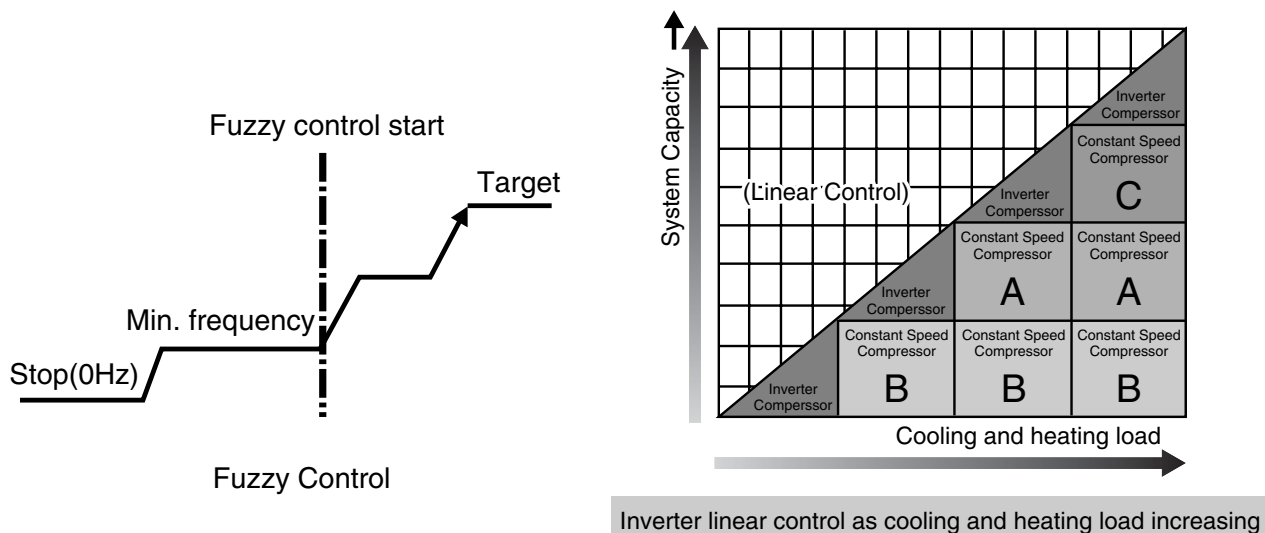 Fuzzy control start
Target
Min. frequency
Stop(0Hz)
Fuzzy Control
System Capacity
(Linear Control)
Inverter
Comperssor
Constant Speed
Compressor
C
Inverter
Comperssor
Constant Speed
Compressor
A
Constant Speed
Compressor
A
Inverter
Comperssor
Constant Speed
Compressor
B
Constant Speed
Compressor
B
Constant Speed
Compressor
B
Inverter
Comperssor
Cooling and heating load
Inverter linear control as cooling and heating load increasing